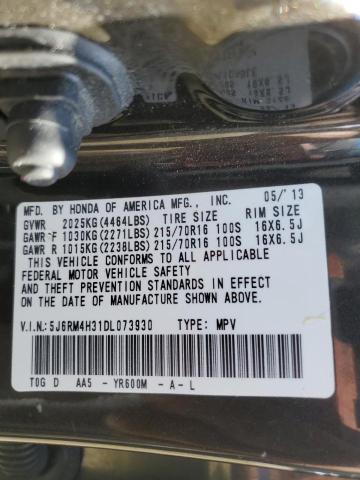 MFD. BY HONDA OF AMERICA MFG., INC. 05/'13
GVWR 2025KG(4464LBS) TIRE SIZE RIM SIZE
GAWR F 1030KG(2271LBS) 215/70R16 100S 16X6.5J
GAWR R 1015KG(2238LBS) 215/70R16 100S 16X6.5J
THIS VEHICLE CONFORMS TO ALL APPLICABLE
FEDERAL MOTOR VEHICLE SAFETY
AND THEFT PREVENTION STANDARDS IN EFFECT
ON THE DATE OF MANUFACTURE SHOWN ABOVE.
V.I.N.: 5J6RM4H31DL073930 TYPE: MPV
T0G D AA5 - YR600M - A - L